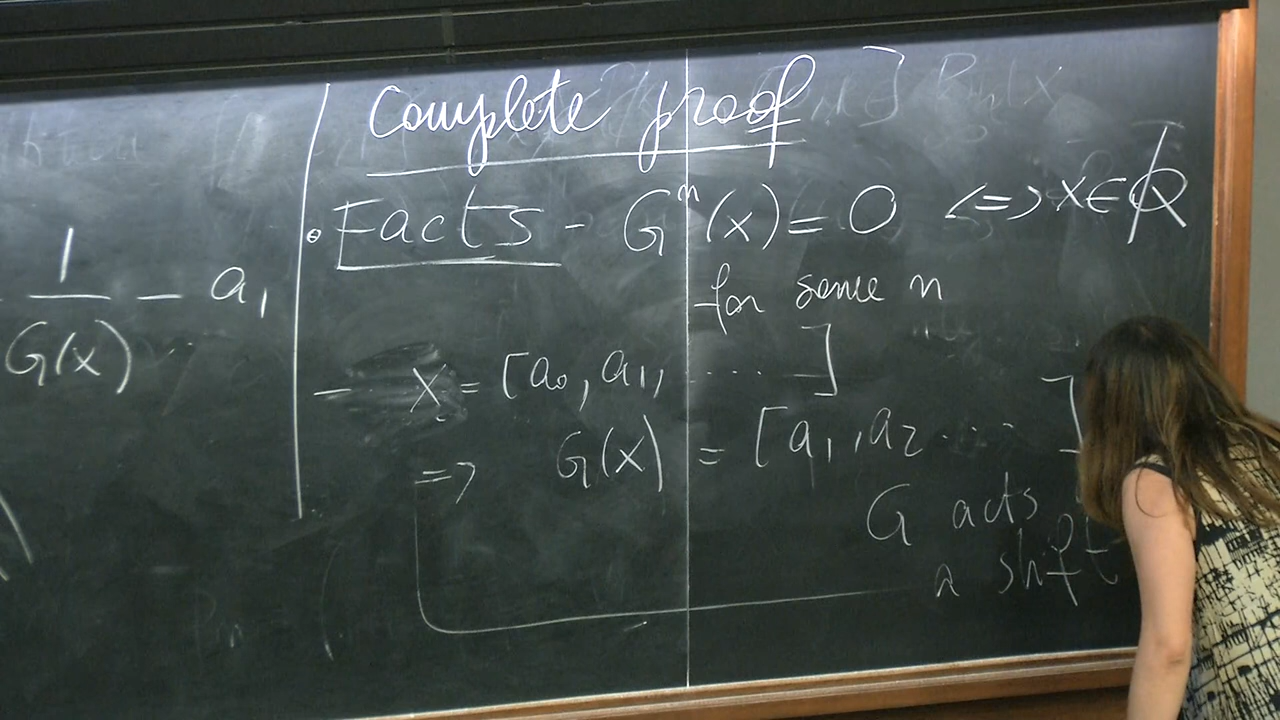 1/G(x) - a₁
Complete proof
• Facts - Gⁿ(x) = 0 <=> x ∈ ℚ
for some n
- x = [a₀, a₁, .... ]
=> G(x) = [a₁, a₂ ... ]
G acts
a shift